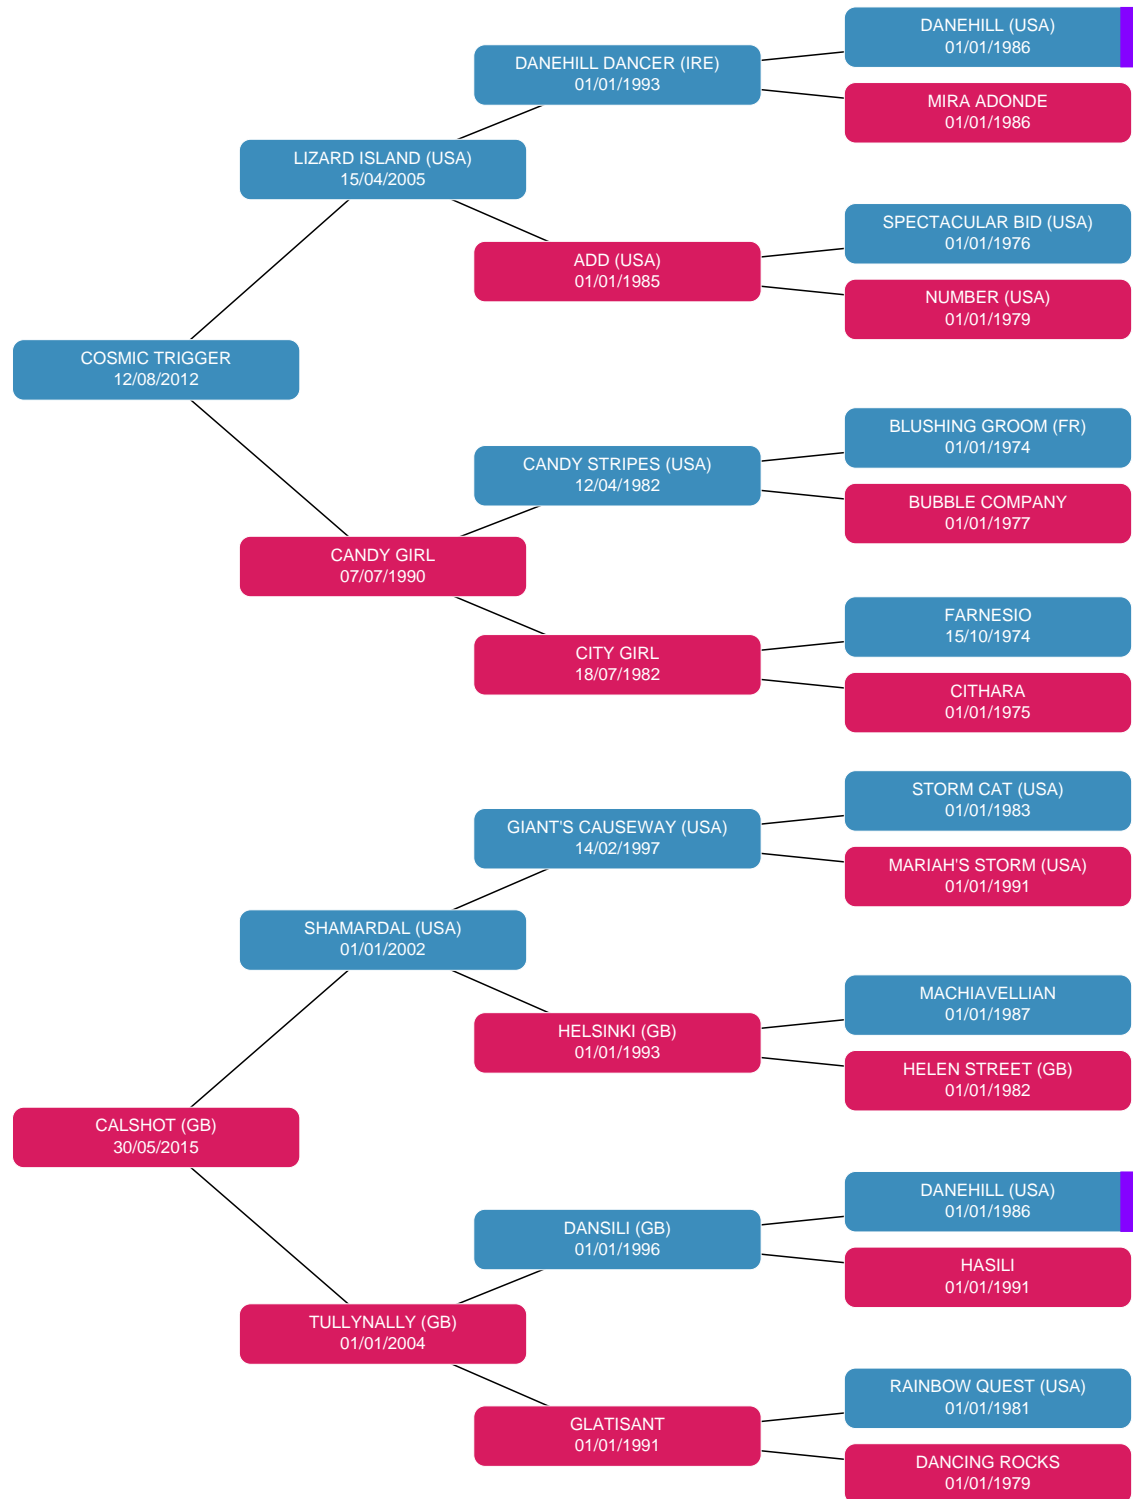 DANEHILL (USA)
01/01/1986
DANEHILL DANCER (IRE)
01/01/1993
MIRA ADONDE
01/01/1986
LIZARD ISLAND (USA)
15/04/2005
SPECTACULAR BID (USA)
01/01/1976
ADD (USA)
01/01/1985
NUMBER (USA)
01/01/1979
COSMIC TRIGGER
12/08/2012
BLUSHING GROOM (FR)
01/01/1974
CANDY STRIPES (USA)
12/04/1982
BUBBLE COMPANY
01/01/1977
CANDY GIRL
07/07/1990
FARNESIO
15/10/1974
CITY GIRL
18/07/1982
CITHARA
01/01/1975
STORM CAT (USA)
01/01/1983
GIANT'S CAUSEWAY (USA)
14/02/1997
MARIAH'S STORM (USA)
01/01/1991
SHAMARDAL (USA)
01/01/2002
MACHIAVELLIAN
01/01/1987
HELSINKI (GB)
01/01/1993
HELEN STREET (GB)
01/01/1982
CALSHOT (GB)
30/05/2015
DANEHILL (USA)
01/01/1986
DANSILI (GB)
01/01/1996
HASILI
01/01/1991
TULLYNALLY (GB)
01/01/2004
RAINBOW QUEST (USA)
01/01/1981
GLATISANT
01/01/1991
DANCING ROCKS
01/01/1979